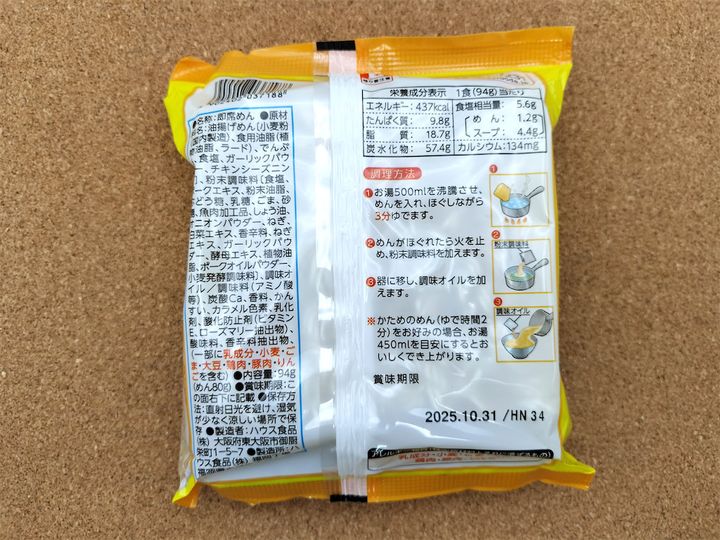 037188
●名称:即席めん ●原材
料名:油揚げめん(小麦粉
(国内製造)、食用油脂(植
物油脂、ラード)、でんぷ
、食塩、ガーリックパウ
、チキンシーズニン
、粉末調味料〔食塩、
ークエキス、粉末油脂、
どう糖、乳糖、ごま、砂
、魚肉加工品、しょう油、
オニオンパウダー、ねぎ、
白菜エキス、香辛料、ねぎ
エキス、ガーリックパウ
ー、酵母エキス、植物油
脂、ポークオイルパウダー、
小麦発酵調味料〕、調味オ
イル/調味料(アミノ酸
等)、炭酸Ca、香料、かん
すい、カラメル色素、乳化
剤、酸化防止剤(ビタミン
E、ローズマリー抽出物)、
酸味料、香辛料抽出物、
(一部に乳成分・小麦・ご
ま・大豆・鶏肉・豚肉・りん
ごを含む) ●内容量:94g
(めん80g) ●賞味期限:こ
の面右下に記載 ●保存方
法:直射日光を避け、湿気
が少なく涼しい場所で保
存 ●製造者:ハウス食品
(株) 大阪府東大阪市御厨
栄町1-5-7 ●製造所:ハ
ウス食品(株)
栄養成分表示 1食(94g)当たり
エネルギー: 437kcal 食塩相当量: 5.6g
たんぱく質: 9.8g (めん: 1.2g
脂質: 18.7g スープ: 4.4g)
炭水化物: 57.4g カルシウム: 134mg
調理方法
❶お湯500mlを沸騰させ、
めんを入れ、ほぐしながら
3分ゆでます。
❷めんがほぐれたら火を止
め、粉末調味料を加えます。
❸器に移し、調味オイルを加
えます。
※かためのめん(ゆで時間2
分)をお好みの場合、お湯
450mlを目安にするとお
いしくでき上がります。
1
2
粉末調味料
3
調味オイル
賞味期限
2025.10.31 /HN 34
乳成分・小麦